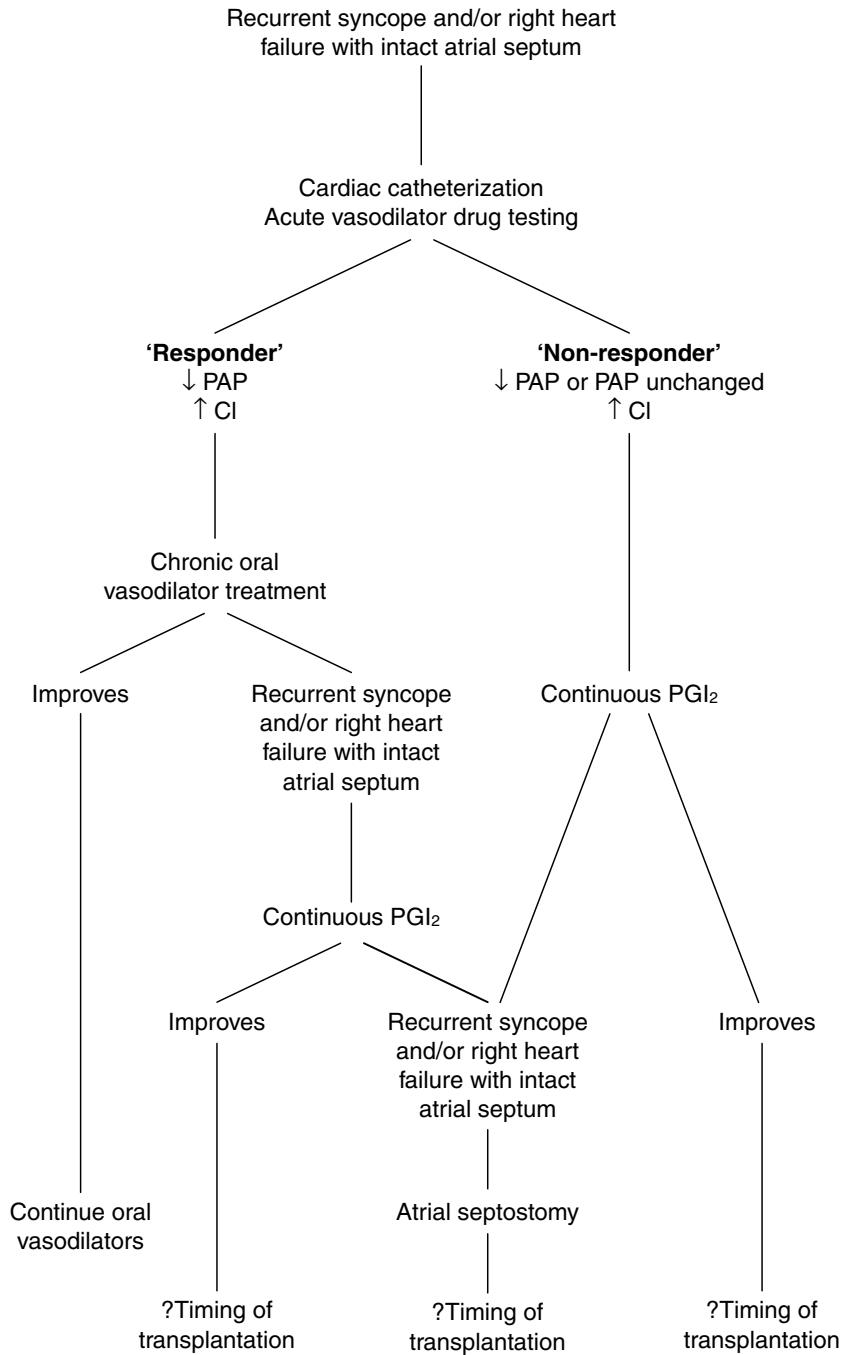 Recurrent syncope and/or right heart
failure with intact atrial septum
Cardiac catheterization
Acute vasodilator drug testing
‘Responder’
↓ PAP
↑ CI
‘Non-responder’
↓ PAP or PAP unchanged
↑ CI
Chronic oral
vasodilator treatment
Improves
Recurrent syncope
and/or right heart
failure with intact
atrial septum
Continuous PGI₂
Continuous PGI₂
Improves
Recurrent syncope
and/or right heart
failure with intact
atrial septum
Improves
Continue oral
vasodilators
Atrial septostomy
?Timing of
transplantation
?Timing of
transplantation
?Timing of
transplantation